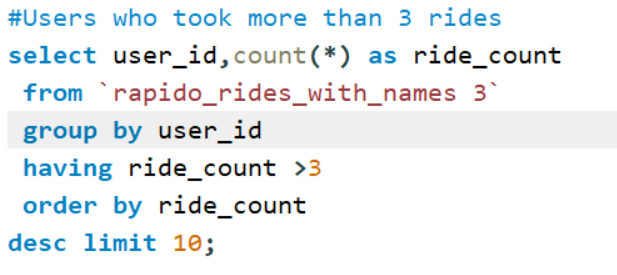 #Users who took more than 3 rides
select user_id,count(*) as ride_count
from `rapido_rides_with_names 3`
group by user_id
having ride_count >3
order by ride_count
desc limit 10;